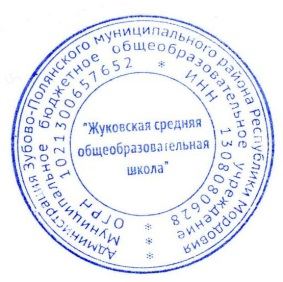 Администрация Зубово-Полянского муниципального района Республики Мордовия
Муниципальное бюджетное общеобразовательное учреждение
ОГРН 1021300657652 * ИНН 1308080628 * *
"Жуковская средняя
общеобразовательная
школа"